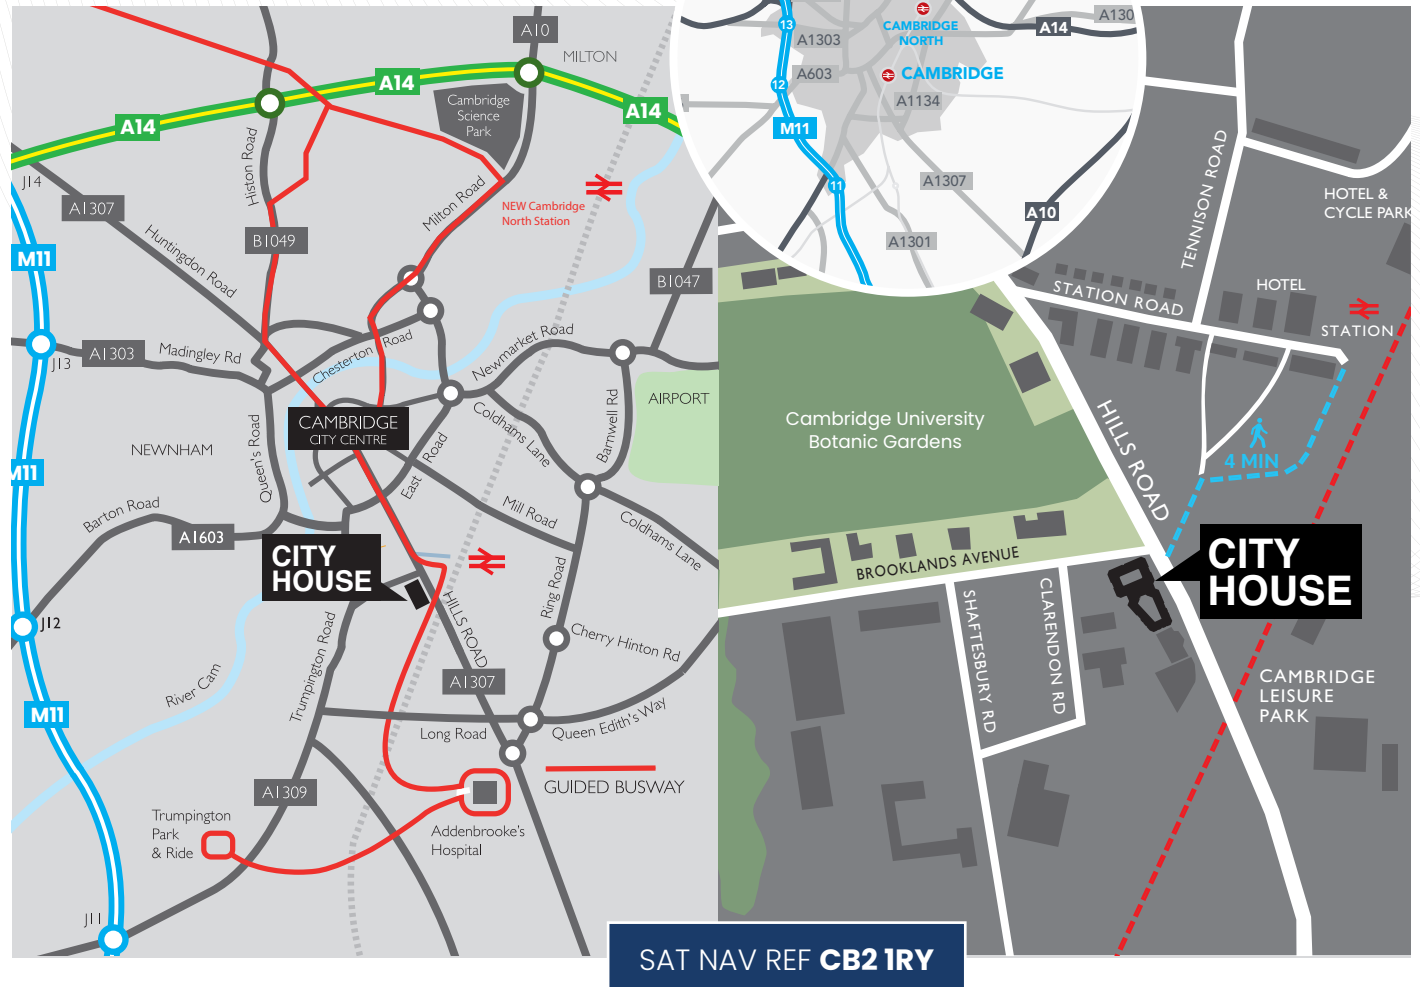 A10
MILTON
A14
A14
A14
Cambridge
Science
Park
Histon Road
J14
A1307
Milton Road
NEW Cambridge
North Station
B1049
Huntingdon Road
M11
B1047
J13
A1303
Madingley Rd
Chesterton Road
Newmarket Road
AIRPORT
CAMBRIDGE
CITY CENTRE
Coldhams Lane
Barnwell Rd
NEWNHAM
Queen's Road
East Road
M11
Barton Road
A1603
Mill Road
Coldhams Lane
CITY
HOUSE
Ring Road
J12
HILLS ROAD
Cherry Hinton Rd
River Cam
Trumpington Road
A1307
M11
Long Road
Queen Edith's Way
GUIDED BUSWAY
A1309
Trumpington
Park
& Ride
Addenbrooke's
Hospital
J11
13
A1303
CAMBRIDGE
NORTH
A14
A130
12
A603
CAMBRIDGE
A1134
M11
11
A1307
A10
A1301
TENNISON ROAD
HOTEL &
CYCLE PARK
STATION ROAD
HOTEL
STATION
Cambridge University
Botanic Gardens
HILLS ROAD
4 MIN
BROOKLANDS AVENUE
CITY
HOUSE
SHAFTESBURY RD
CLARENDON RD
CAMBRIDGE
LEISURE
PARK
SAT NAV REF CB2 1RY